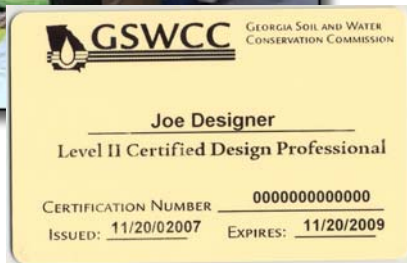 GSWCC
GEORGIA SOIL AND WATER
CONSERVATION COMMISSION
Joe Designer
Level II Certified Design Professional
CERTIFICATION NUMBER 0000000000000
ISSUED: 11/20/02007 EXPIRES: 11/20/2009